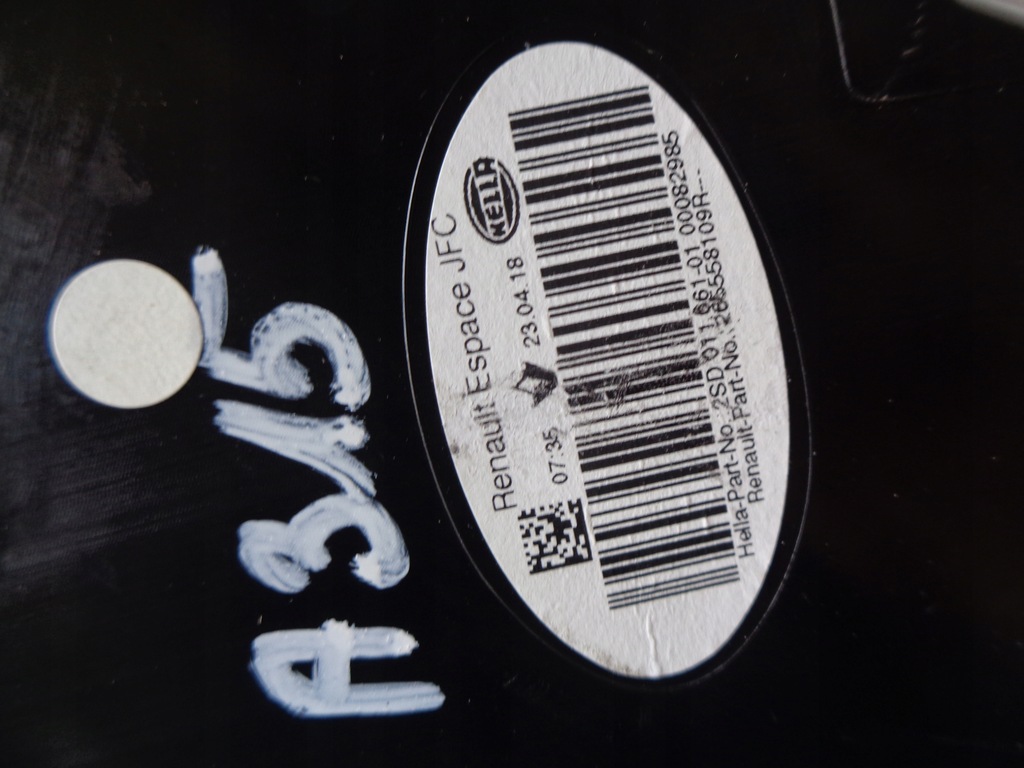 Renault Espace JFC
07:35
23.04.18
HELLA
Hella-Part-No.:2SD 011 661-01 00082985
Renault-Part-No.:265558109R---
A3/15